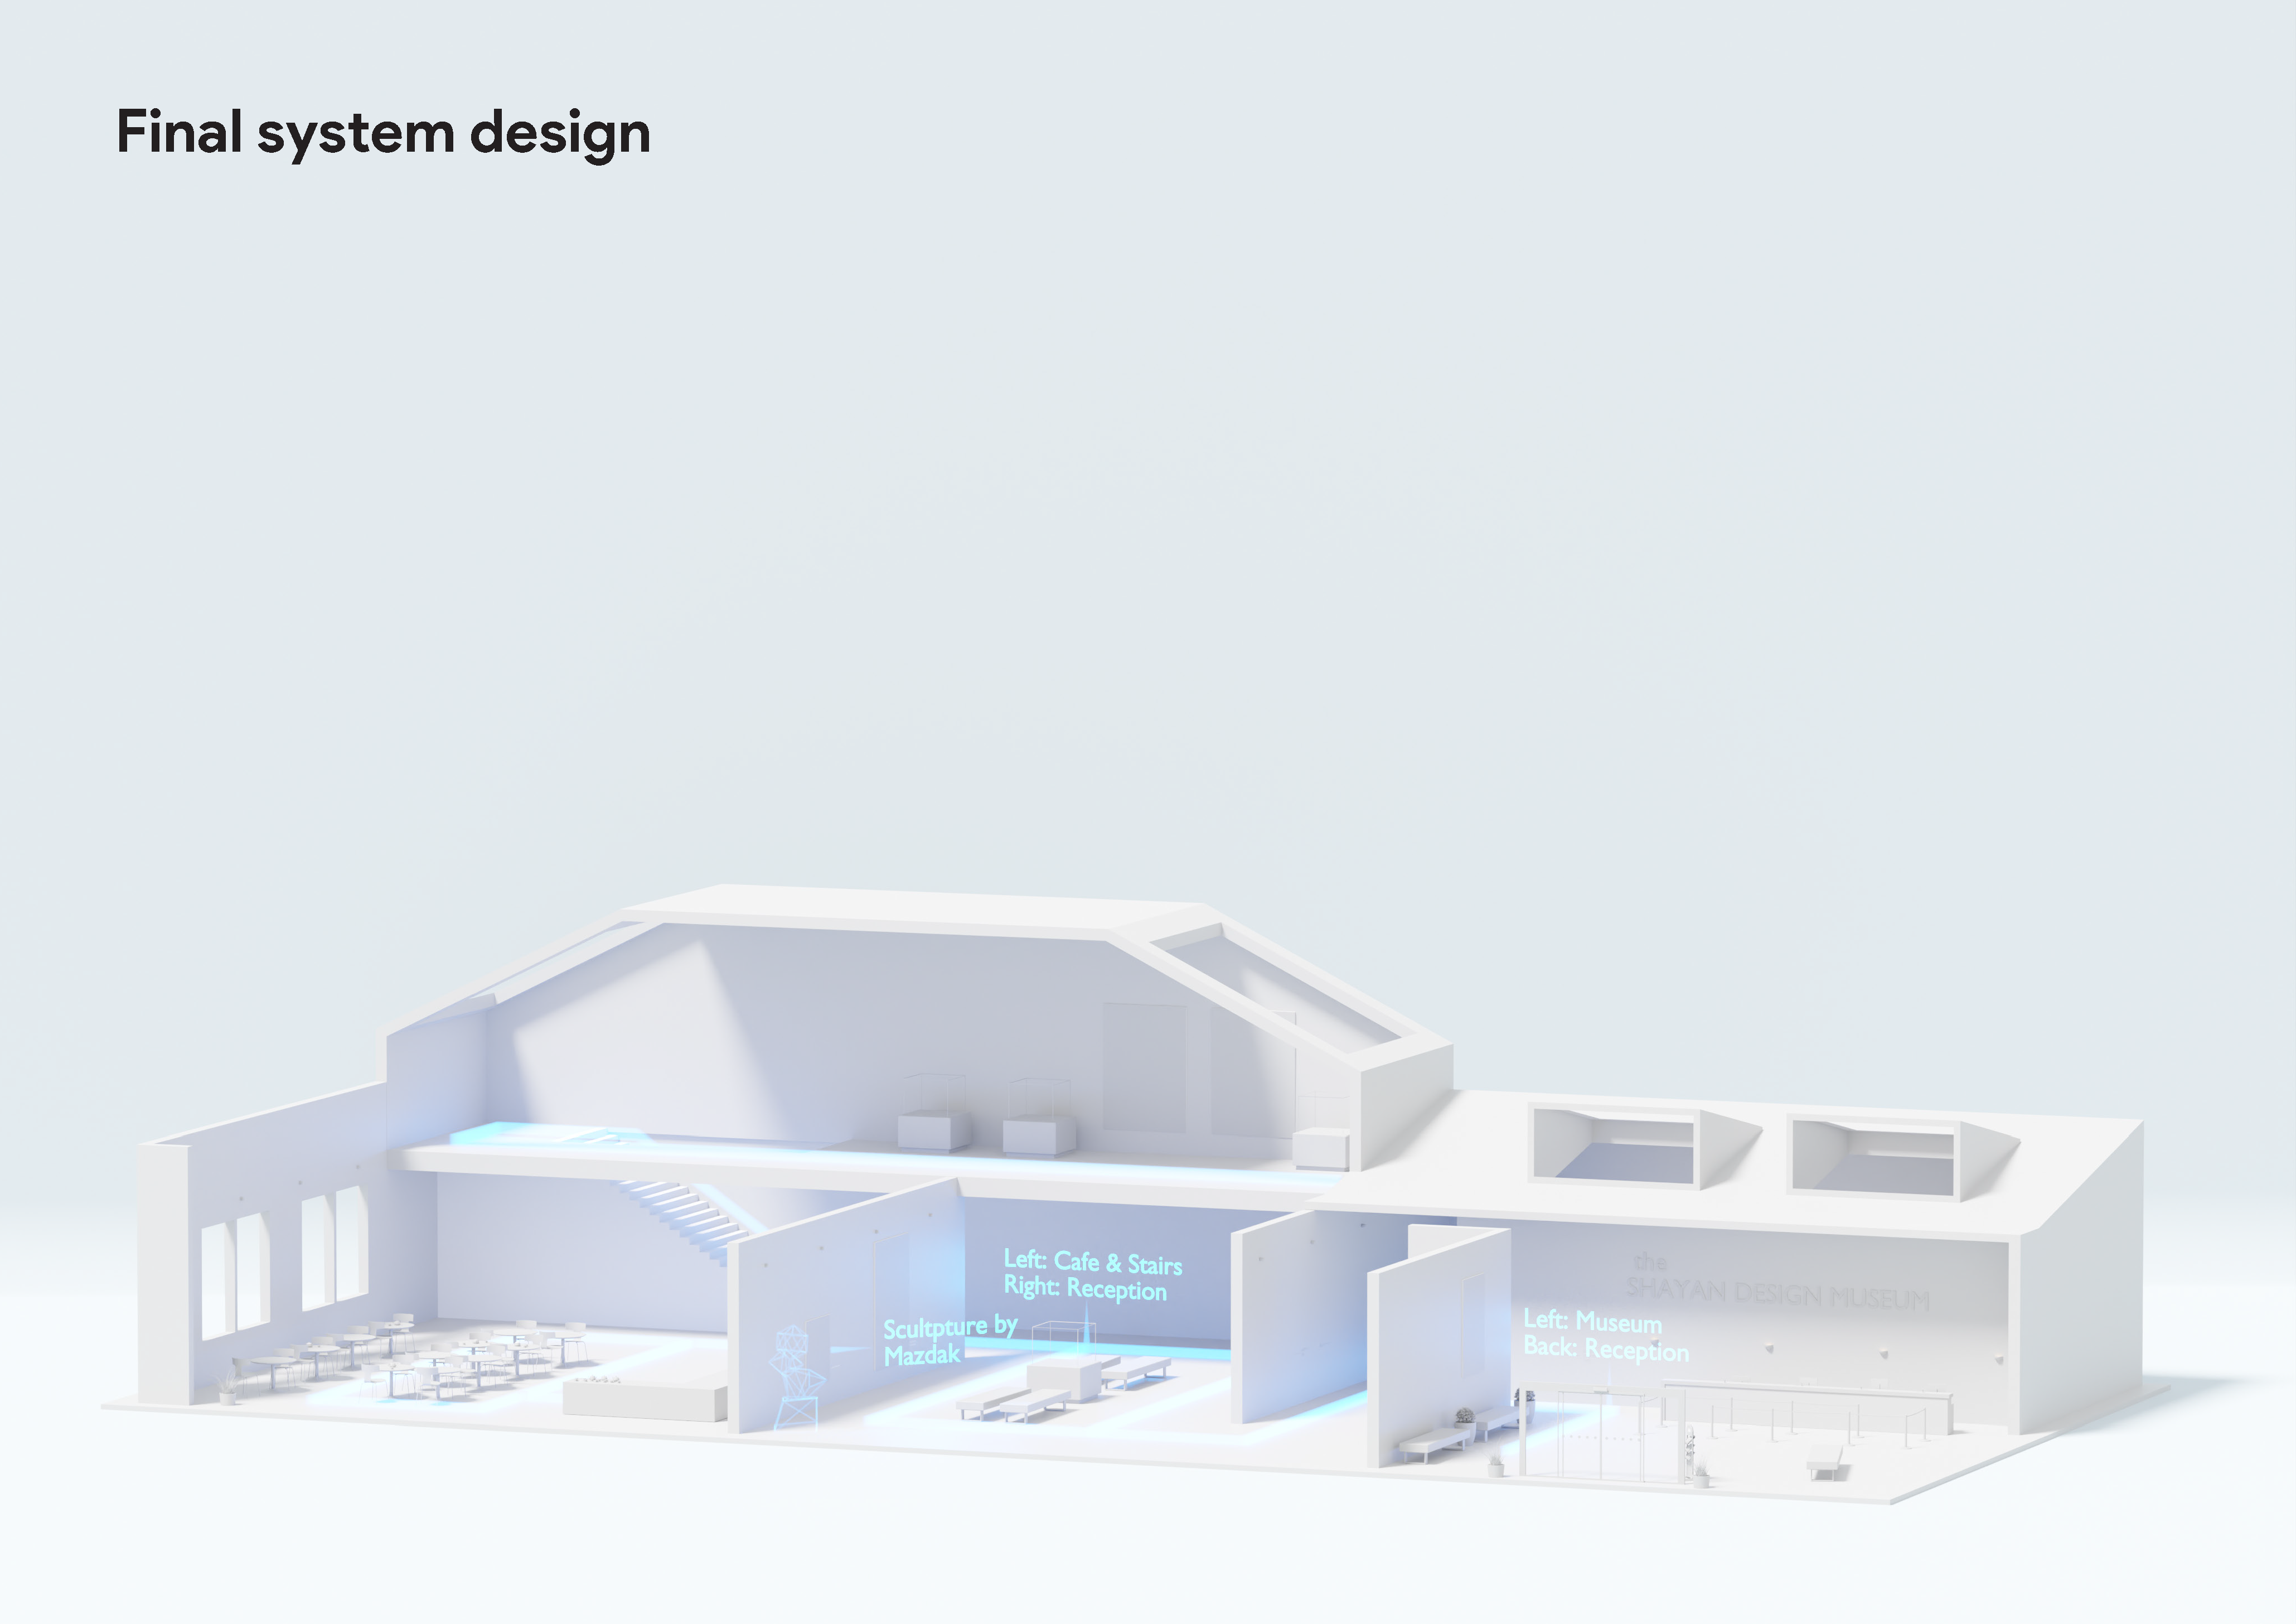 Final system design
Left: Cafe & Stairs
Right: Reception
Scultpture by
Mazdak
the
SHAYAN DESIGN MUSEUM
Left: Museum
Back: Reception